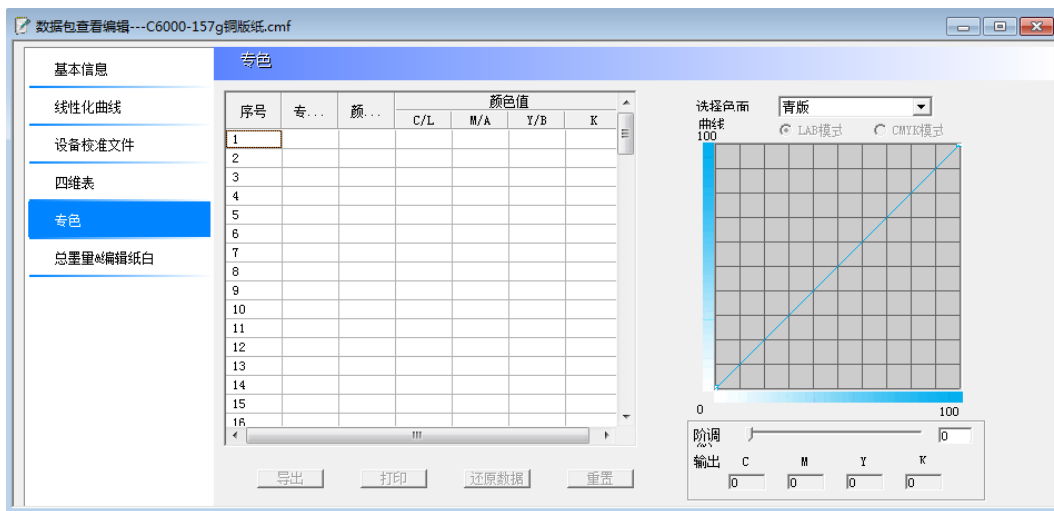 数据包查看编辑---C6000-157g铜版纸.cmf
基本信息
线性化曲线
设备校准文件
四维表
专色
总墨量&编辑纸白
专色
序号 专... 颜... 颜色值
C/L M/A Y/B K
1
2
3
4
5
6
7
8
9
10
11
12
13
14
15
16
导出 打印 还原数据 重置
选择色面 青版
曲线 LAB模式 CMYK模式
100
0 100
阶调 0
(%)
输出 C M Y K
0 0 0 0